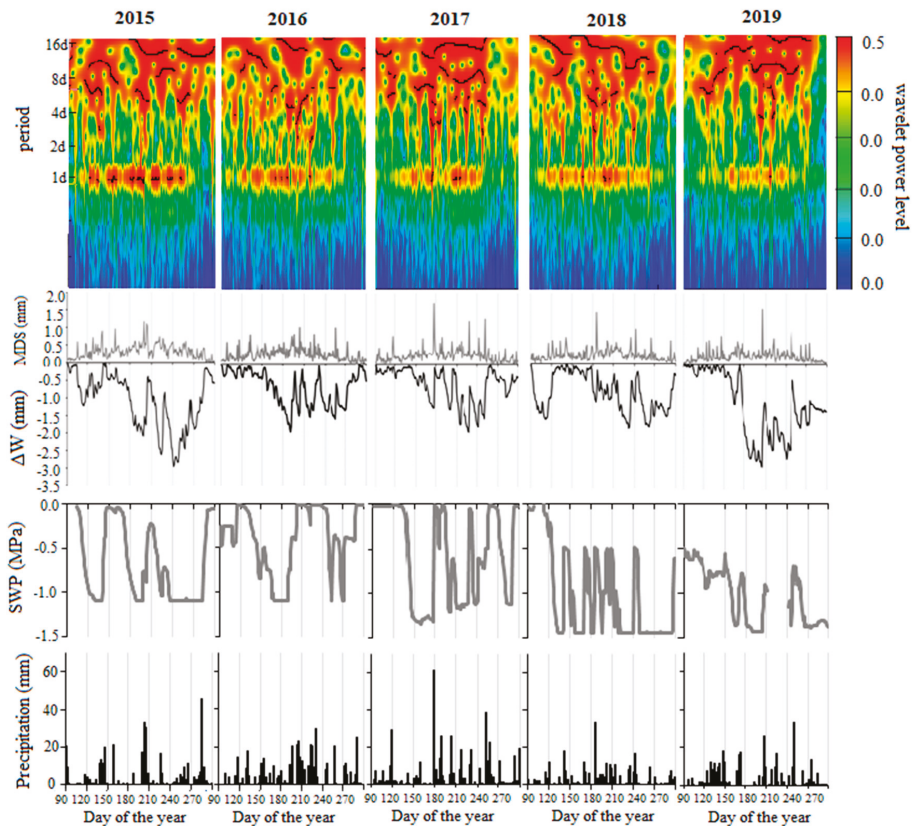 2015 2016 2017 2018 2019
16d
8d
4d
2d
1d
period
0.5
0.0
0.0
0.0
0.0
0.0
wavelet power level
2.0
1.5
1.0
0.5
0.0
MDS (mm)
-0.5
-1.0
-1.5
-2.0
-2.5
-3.0
-3.5
ΔW (mm)
0.0
-0.5
-1.0
-1.5
SWP (MPa)
60
40
20
0
Precipitation (mm)
90 120 150 180 210 240 270 90 120 150 180 210 240 270 90 120 150 180 210 240 270 90 120 150 180 210 240 270 90 120 150 180 210 240 270
Day of the year Day of the year Day of the year Day of the year Day of the year